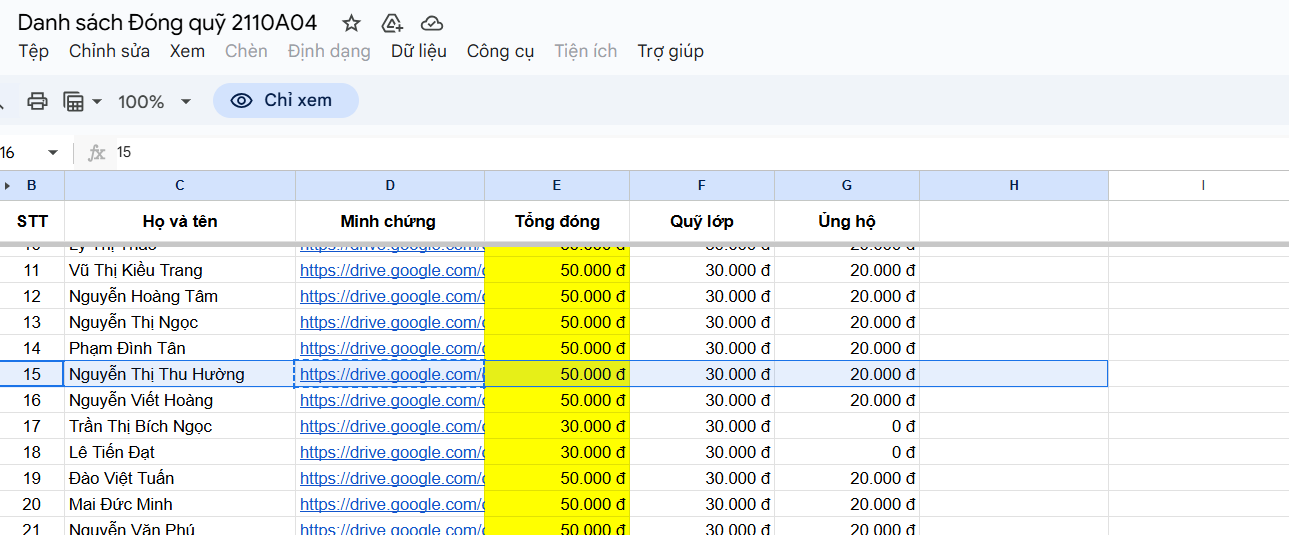 Danh sách Đóng quỹ 2110A04
Tệp Chỉnh sửa Xem Chèn Định dạng Dữ liệu Công cụ Tiện ích Trợ giúp
100% Chỉ xem
16 fx 15
B C D E F G H I
STT Họ và tên Minh chứng Tổng đóng Quỹ lớp Ủng hộ
11 Vũ Thị Kiều Trang https://drive.google.com/ 50.000 đ 30.000 đ 20.000 đ
12 Nguyễn Hoàng Tâm https://drive.google.com/ 50.000 đ 30.000 đ 20.000 đ
13 Nguyễn Thị Ngọc https://drive.google.com/ 50.000 đ 30.000 đ 20.000 đ
14 Phạm Đình Tân https://drive.google.com/ 50.000 đ 30.000 đ 20.000 đ
15 Nguyễn Thị Thu Hường https://drive.google.com/ 50.000 đ 30.000 đ 20.000 đ
16 Nguyễn Viết Hoàng https://drive.google.com/ 50.000 đ 30.000 đ 20.000 đ
17 Trần Thị Bích Ngọc https://drive.google.com/ 30.000 đ 30.000 đ 0 đ
18 Lê Tiến Đạt https://drive.google.com/ 30.000 đ 30.000 đ 0 đ
19 Đào Việt Tuấn https://drive.google.com/ 50.000 đ 30.000 đ 20.000 đ
20 Mai Đức Minh https://drive.google.com/ 50.000 đ 30.000 đ 20.000 đ
21 Nguyễn Văn Phú https://drive.google.com/ 50.000 đ 30.000 đ 20.000 đ